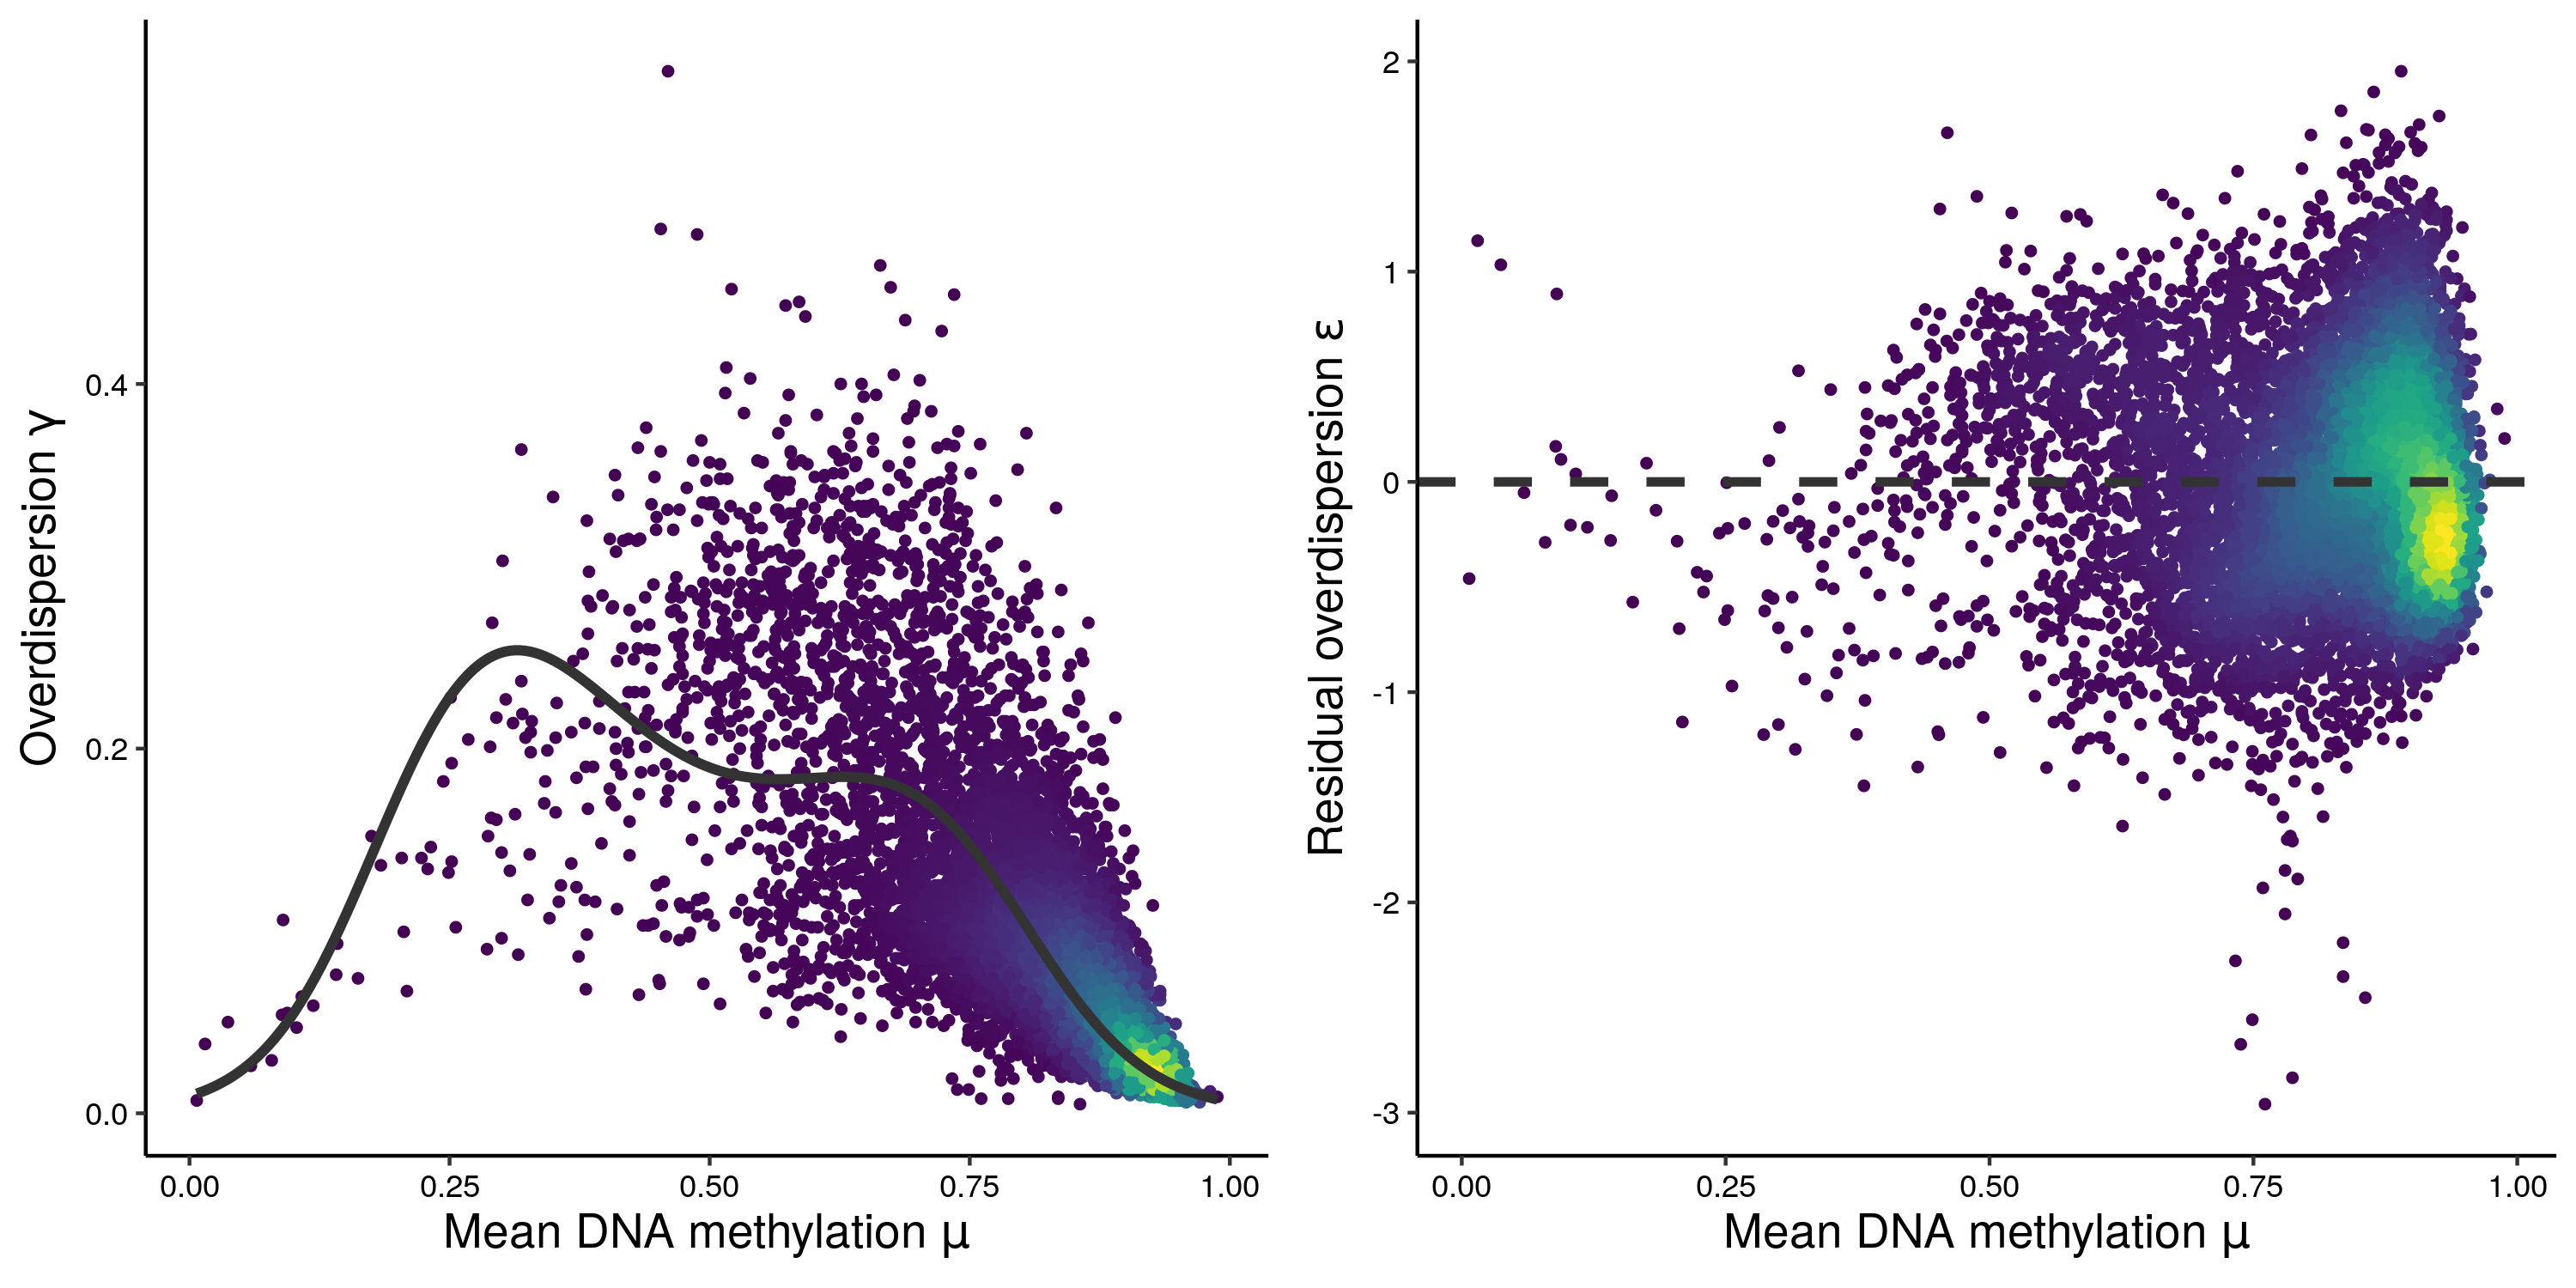 Overdispersion γ
0.4
0.2
0.0
0.00 0.25 0.50 0.75 1.00
Mean DNA methylation μ
Residual overdispersion ε
2
1
0
-1
-2
-3
0.00 0.25 0.50 0.75 1.00
Mean DNA methylation μ